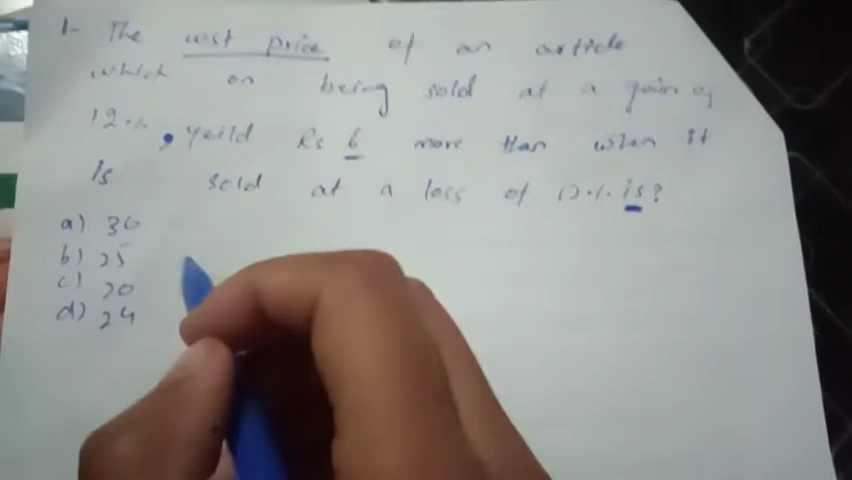 1- The cost price of an article
which on being sold at a gain of
12%, yeild Rs 6 more than when it
is sold at a loss of 12% is?
a) 30
b) 25
c) 20
d) 24